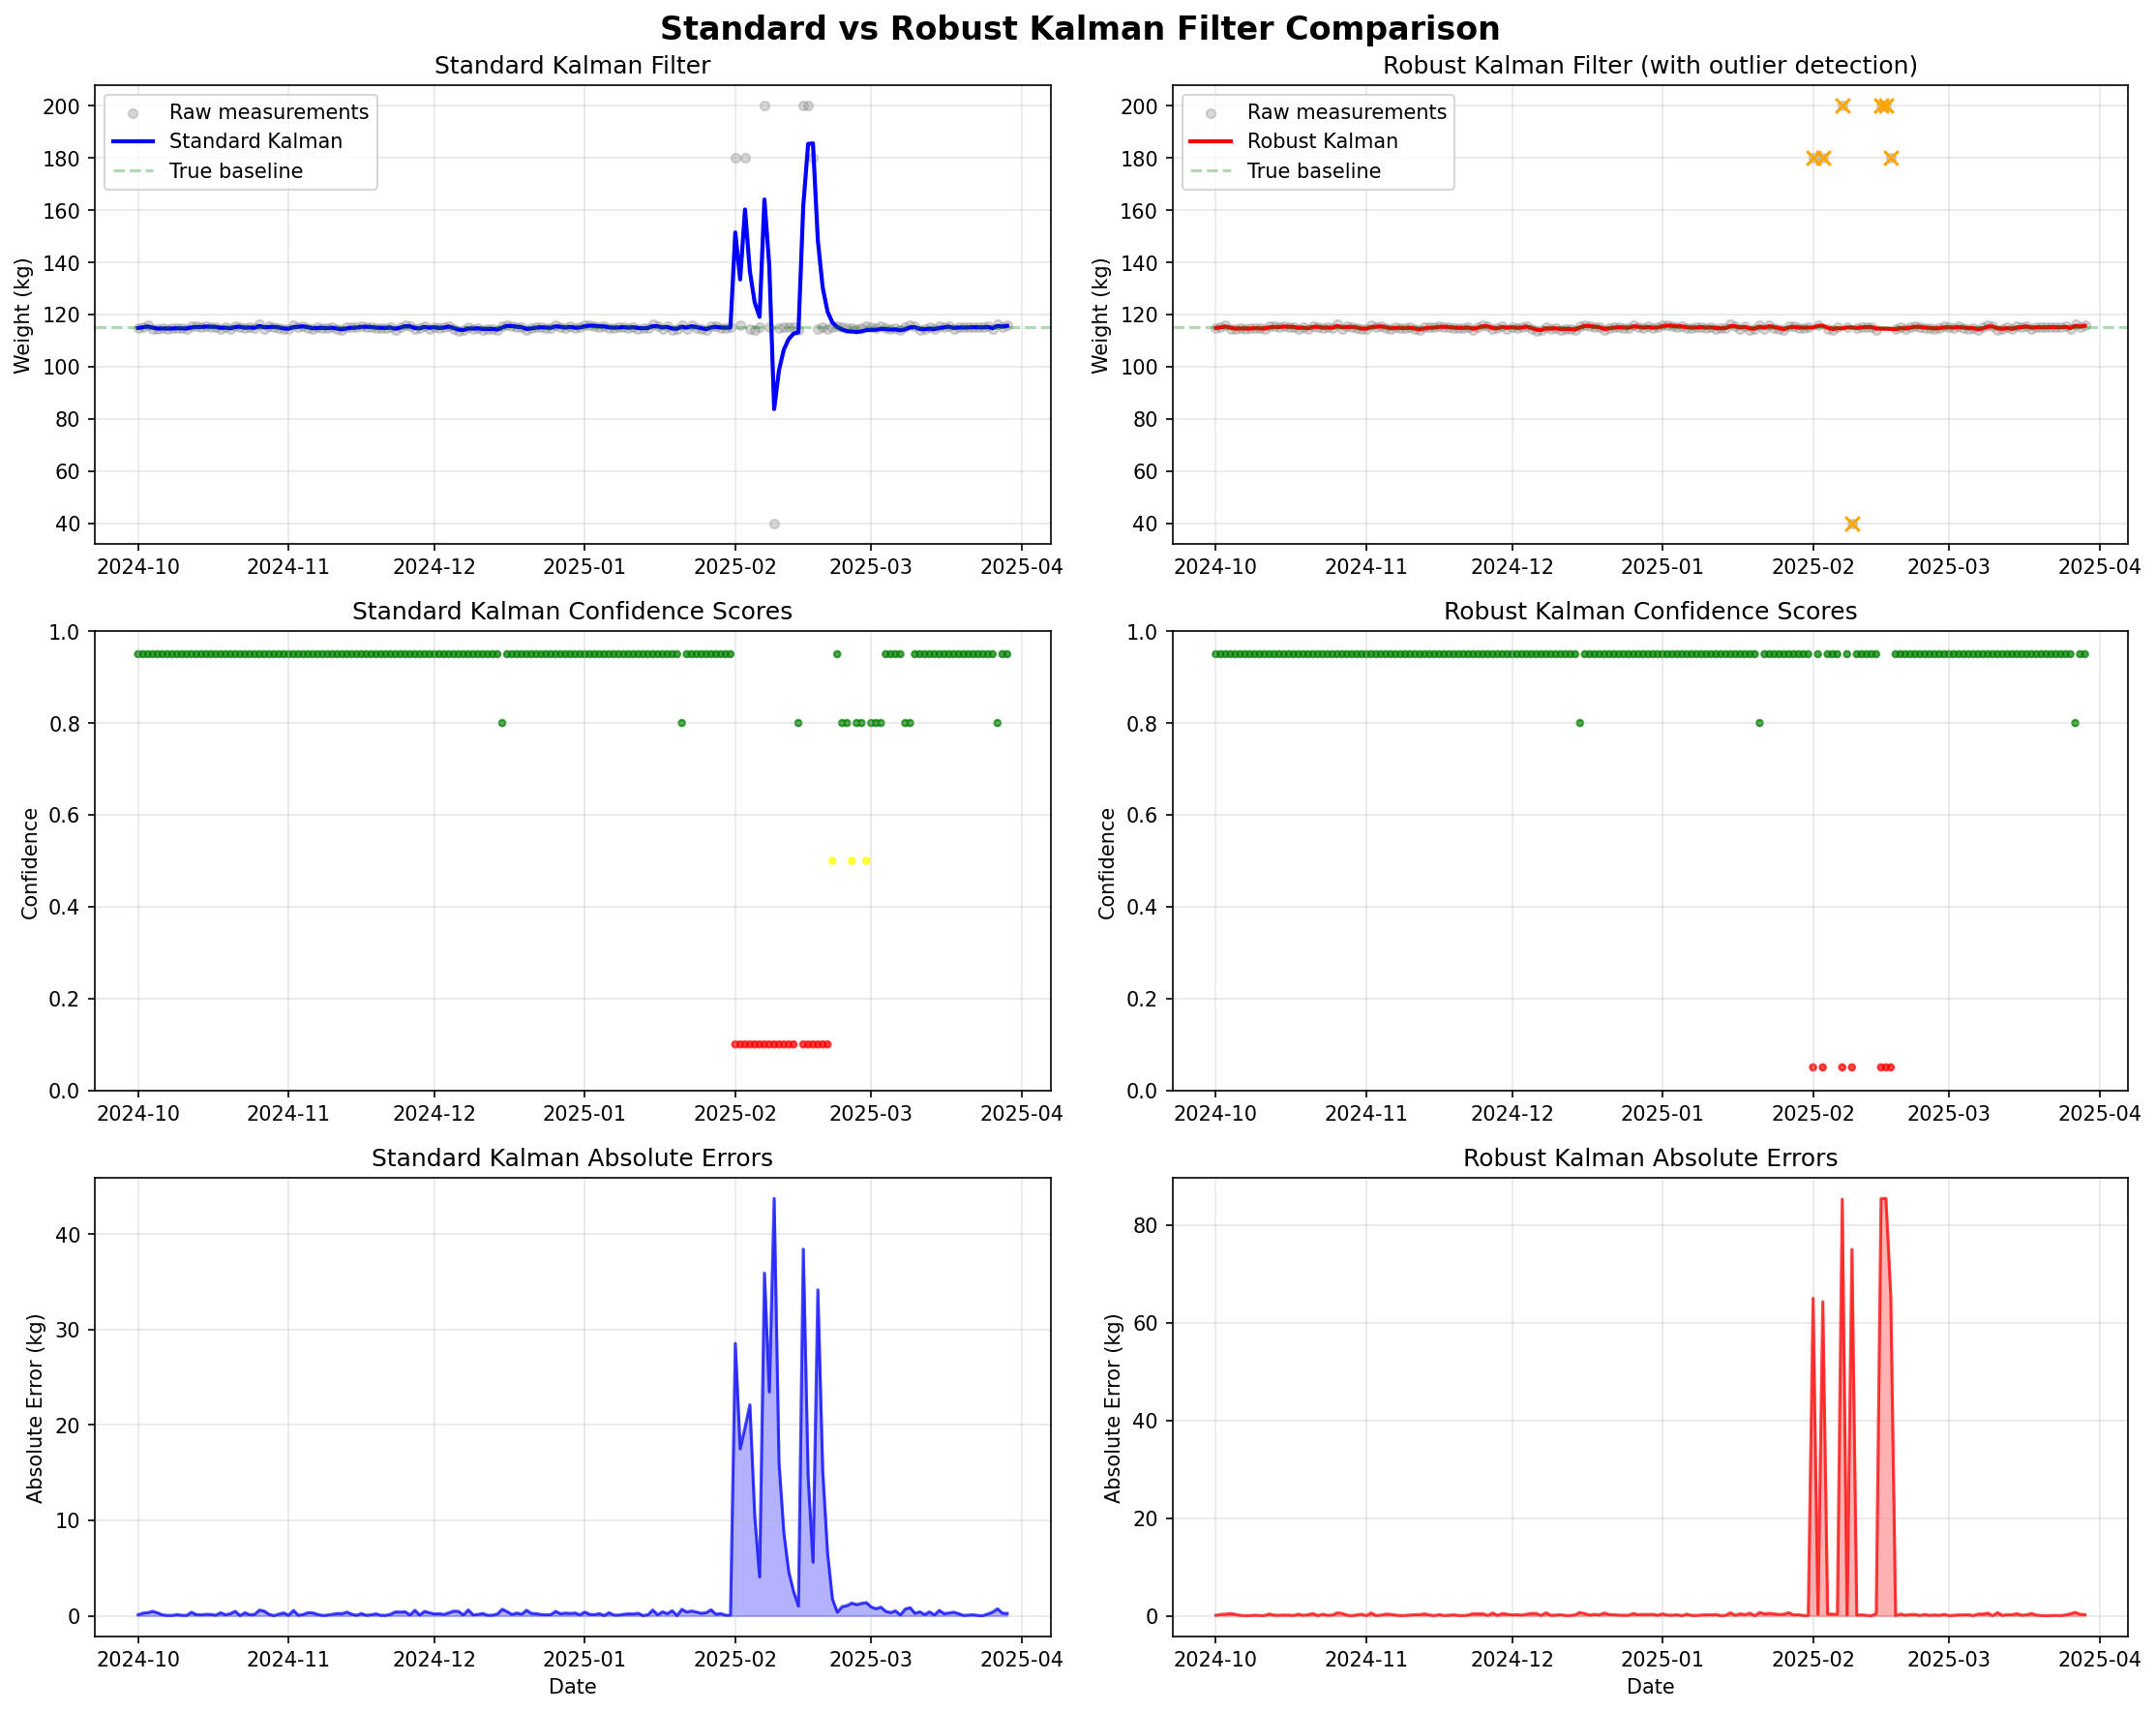 Standard vs Robust Kalman Filter Comparison
Standard Kalman Filter
Weight (kg)
200
180
160
140
120
100
80
60
40
Raw measurements
Standard Kalman
True baseline
2024-10 2024-11 2024-12 2025-01 2025-02 2025-03 2025-04
Robust Kalman Filter (with outlier detection)
Weight (kg)
200
180
160
140
120
100
80
60
40
Raw measurements
Robust Kalman
True baseline
2024-10 2024-11 2024-12 2025-01 2025-02 2025-03 2025-04
Standard Kalman Confidence Scores
Confidence
1.0
0.8
0.6
0.4
0.2
0.0
2024-10 2024-11 2024-12 2025-01 2025-02 2025-03 2025-04
Robust Kalman Confidence Scores
Confidence
1.0
0.8
0.6
0.4
0.2
0.0
2024-10 2024-11 2024-12 2025-01 2025-02 2025-03 2025-04
Standard Kalman Absolute Errors
Absolute Error (kg)
40
30
20
10
0
2024-10 2024-11 2024-12 2025-01 2025-02 2025-03 2025-04
Date
Robust Kalman Absolute Errors
Absolute Error (kg)
80
60
40
20
0
2024-10 2024-11 2024-12 2025-01 2025-02 2025-03 2025-04
Date